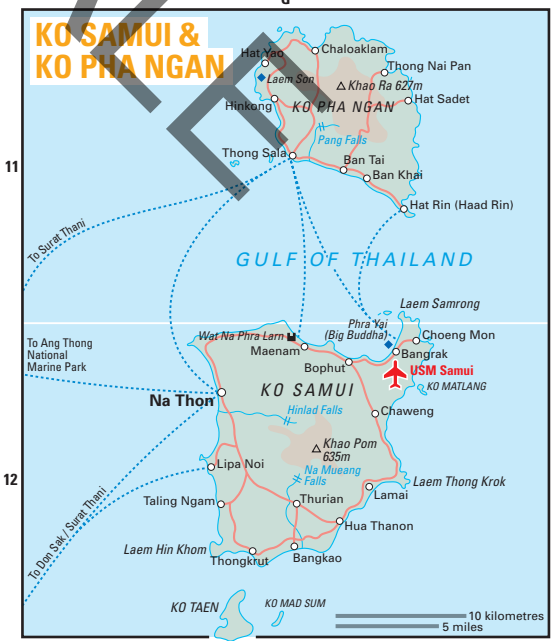 KO SAMUI &
KO PHA NGAN
Hat Yao
Chaloaklam
Thong Nai Pan
Laem Son
Khao Ra 627m
Hinkong
KO PHA NGAN
Hat Sadet
Pang Falls
Thong Sala
Ban Tai
Ban Khai
11
Hat Rin (Haad Rin)
To Surat Thani
GULF OF THAILAND
Laem Samrong
Phra Yai
(Big Buddha)
Wat Na Phra Larn
Choeng Mon
To Ang Thong
National
Marine Park
Maenam
Bangrak
Bophut
USM Samui
KO MATLANG
Na Thon
KO SAMUI
Hinlad Falls
Chaweng
Khao Pom
635m
Lipa Noi
Na Mueang
Falls
12
Laem Thong Krok
Lamai
Taling Ngam
Thurian
To Don Sak / Surat Thani
Hua Thanon
Laem Hin Khom
Thongkrut
Bangkao
KO TAEN
KO MAD SUM
10 kilometres
5 miles